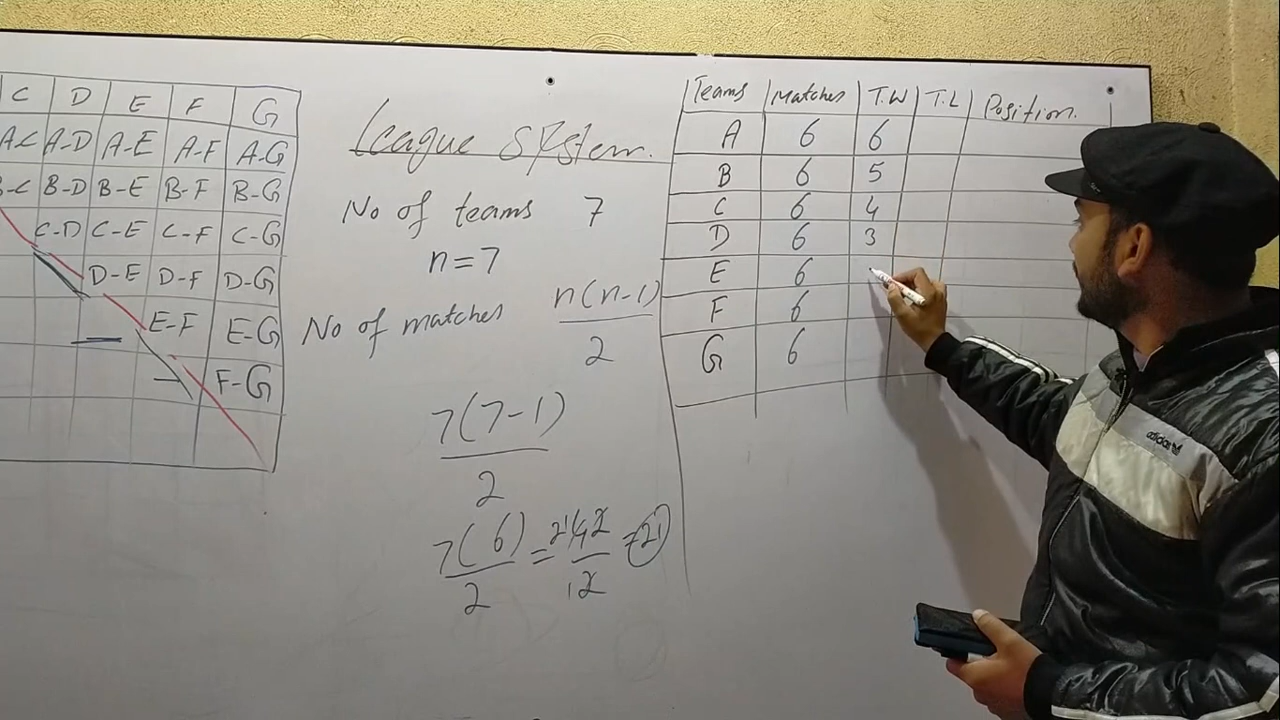 C D E F G
A-C A-D A-E A-F A-G
B-C B-D B-E B-F B-G
C-D C-E C-F C-G
D-E D-F D-G
E-F E-G
F-G
League SYstem.
No of teams 7
n=7
No of matches n(n-1)
2
7(7-1)
2
7(6) = 42 = 21
2 2
Teams Matches T.W T.L Position.
A 6 6
B 6 5
C 6 4
D 6 3
E 6
F 6
G 6
adidas